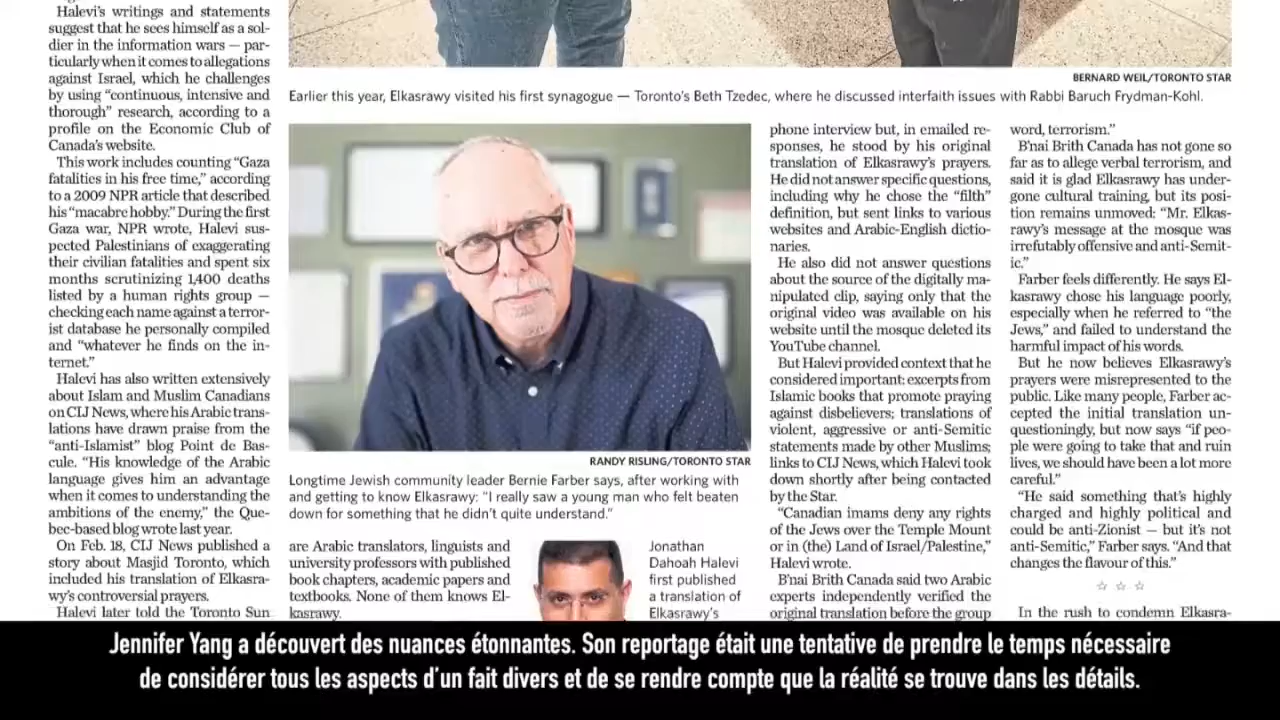 Halevi's writings and statements
suggest that he sees himself as a sol-
dier in the information wars — par-
ticularly when it comes to allegations
against Israel, which he challenges
by using "continuous, intensive and
thorough" research, according to a
profile on the Economic Club of
Canada's website.
This work includes counting "Gaza
fatalities in his free time," according
to a 2009 NPR article that described
his "macabre hobby." During the first
Gaza war, NPR wrote, Halevi sus-
pected Palestinians of exaggerating
their civilian fatalities and spent six
months scrutinizing 1,400 deaths
listed by a human rights group —
checking each name against a terror-
ist database he personally compiled
and "whatever he finds on the in-
ternet."
Halevi has also written extensively
about Islam and Muslim Canadians
on CIJ News, where his Arabic trans-
lations have drawn praise from the
"anti-Islamist" blog Point de Bas-
cule. "His knowledge of the Arabic
language gives him an advantage
when it comes to understanding the
ambitions of the enemy," the Que-
bec-based blog wrote last year.
On Feb. 18, CIJ News published a
story about Masjid Toronto, which
included his translation of Elkasra-
wy's controversial prayers.
Halevi later told the Toronto Sun
BERNARD WEIL/TORONTO STAR
Earlier this year, Elkasrawy visited his first synagogue — Toronto's Beth Tzedec, where he discussed interfaith issues with Rabbi Baruch Frydman-Kohl.
RANDY RISLING/TORONTO STAR
Longtime Jewish community leader Bernie Farber says, after working with
and getting to know Elkasrawy: "I really saw a young man who felt beaten
down for something that he didn't quite understand."
are Arabic translators, linguists and
university professors with published
book chapters, academic papers and
textbooks. None of them knows El-
kasrawy.
Jonathan
Dahoah Halevi
first published
a translation of
Elkasrawy's
phone interview but, in emailed re-
sponses, he stood by his original
translation of Elkasrawy's prayers.
He did not answer specific questions,
including why he chose the "filth"
definition, but sent links to various
websites and Arabic-English dictio-
naries.
He also did not answer questions
about the source of the digitally ma-
nipulated clip, saying only that the
original video was available on his
website until the mosque deleted its
YouTube channel.
But Halevi provided context that he
considered important: excerpts from
Islamic books that promote praying
against disbelievers; translations of
violent, aggressive or anti-Semitic
statements made by other Muslims;
links to CIJ News, which Halevi took
down shortly after being contacted
by the Star.
"Canadian imams deny any rights
of the Jews over the Temple Mount
or in (the) Land of Israel/Palestine,"
Halevi wrote.
B'nai Brith Canada said two Arabic
experts independently verified the
original translation before the group
word, terrorism."
B'nai Brith Canada has not gone so
far as to allege verbal terrorism, and
said it is glad Elkasrawy has under-
gone cultural training, but its posi-
tion remains unmoved: "Mr. Elkas-
rawy's message at the mosque was
irrefutably offensive and anti-Semit-
ic."
Farber feels differently. He says El-
kasrawy chose his language poorly,
especially when he referred to "the
Jews," and failed to understand the
harmful impact of his words.
But he now believes Elkasrawy's
prayers were misrepresented to the
public. Like many people, Farber ac-
cepted the initial translation un-
questioningly, but now says "if peo-
ple were going to take that and ruin
lives, we should have been a lot more
careful."
"He said something that's highly
charged and highly political and
could be anti-Zionist — but it's not
anti-Semitic," Farber says. "And that
changes the flavour of this."
☆ ☆ ☆
In the rush to condemn Elkasra-
Jennifer Yang a découvert des nuances étonnantes. Son reportage était une tentative de prendre le temps nécessaire
de considérer tous les aspects d'un fait divers et de se rendre compte que la réalité se trouve dans les détails.